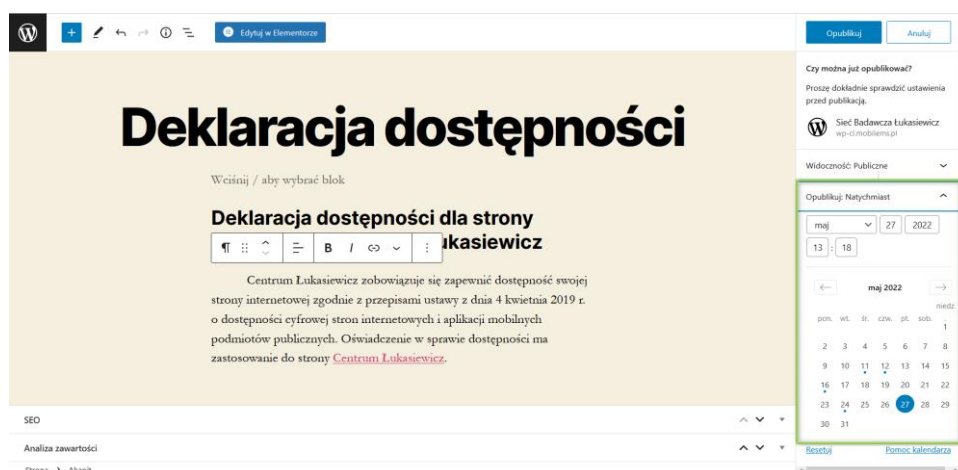 Edytuj w Elementorze
Opublikuj
Anuluj
Czy można już opublikować?
Proszę dokładnie sprawdzić ustawienia
przed publikacją.
Sieć Badawcza Łukasiewicz
wp-cl.mobilems.pl
Widoczność: Publiczne
Opublikuj: Natychmiast
maj 27 2022
13 : 18
maj 2022
pon. wt. śr. czw. pt. sob. niedz.
1
2 3 4 5 6 7 8
9 10 11 12 13 14 15
16 17 18 19 20 21 22
23 24 25 26 27 28 29
30 31
Resetuj
Pomoc kalendarza
Deklaracja dostępności
Weiśnij / aby wybrać blok
Deklaracja dostępności dla strony
ukasiewicz
B I
Centrum Łukasiewicz zobowiązuje się zapewnić dostępność swojej
strony internetowej zgodnie z przepisami ustawy z dnia 4 kwietnia 2019 r.
o dostępności cyfrowej stron internetowych i aplikacji mobilnych
podmiotów publicznych. Oświadczenie w sprawie dostępności ma
zastosowanie do strony Centrum Łukasiewicz.
SEO
Analiza zawartości